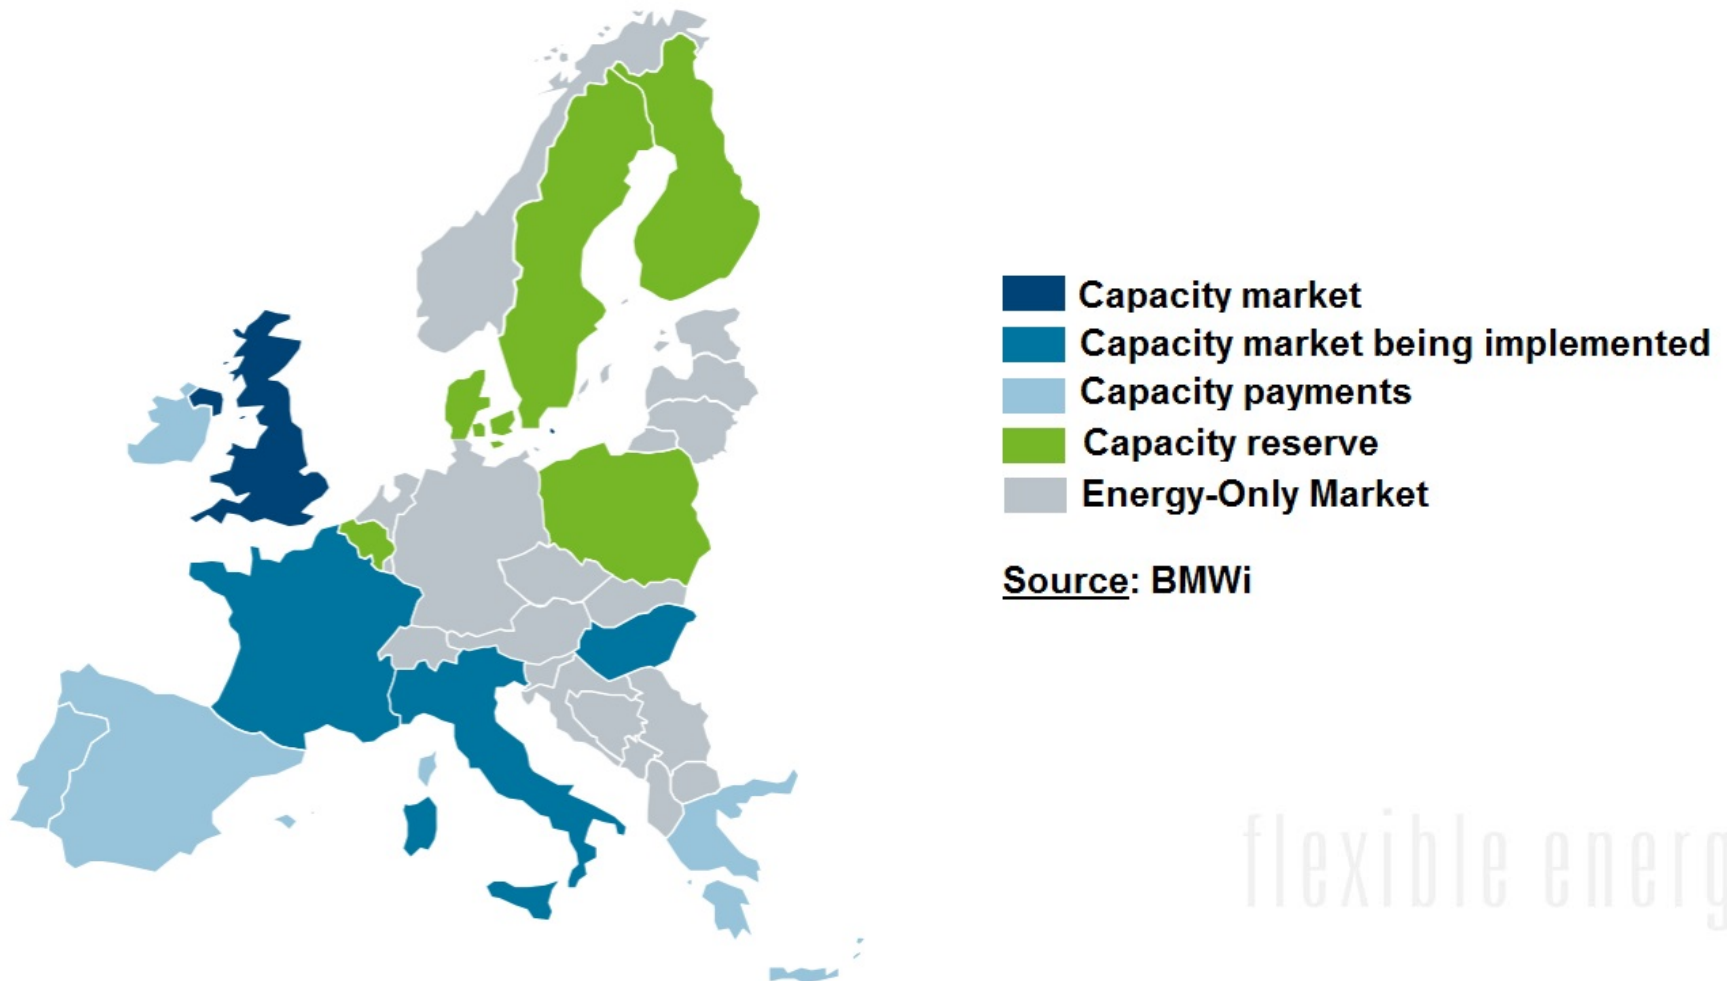 Capacity market
Capacity market being implemented
Capacity payments
Capacity reserve
Energy-Only Market
Source: BMWi
flexible energ